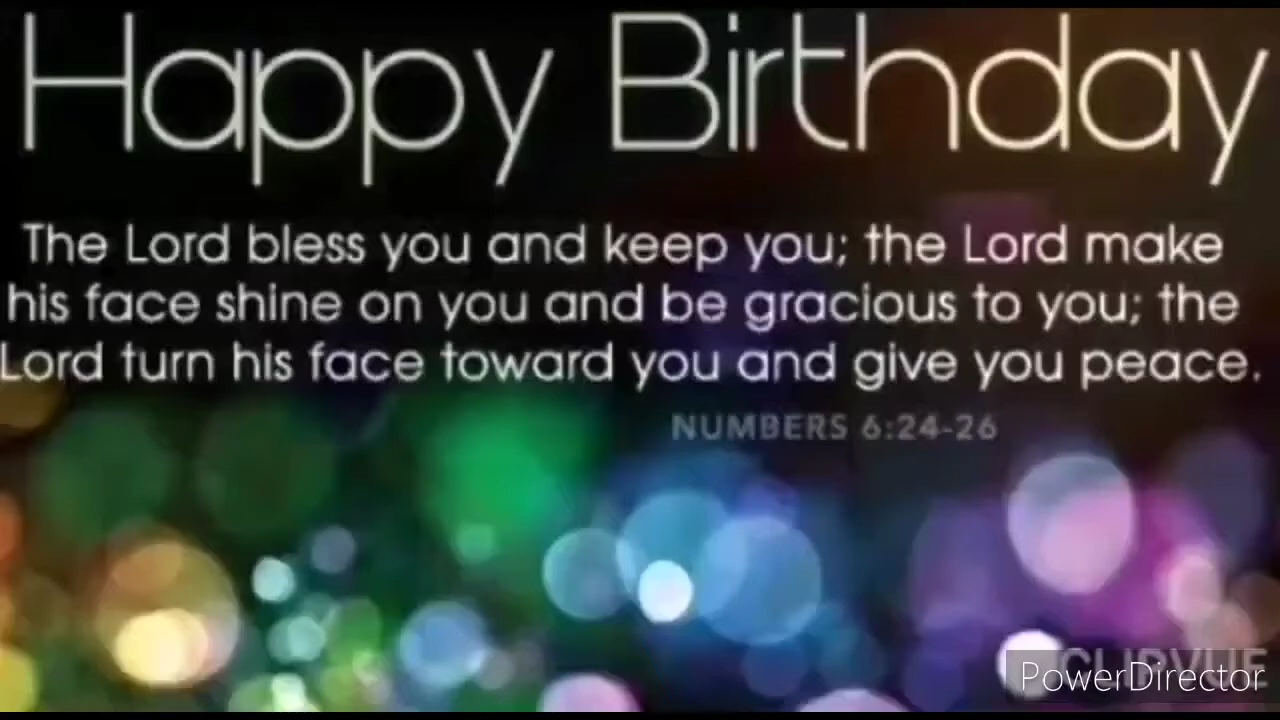 Happy Birthday
The Lord bless you and keep you; the Lord make
his face shine on you and be gracious to you; the
Lord turn his face toward you and give you peace.
NUMBERS 6:24-26
PowerDirector